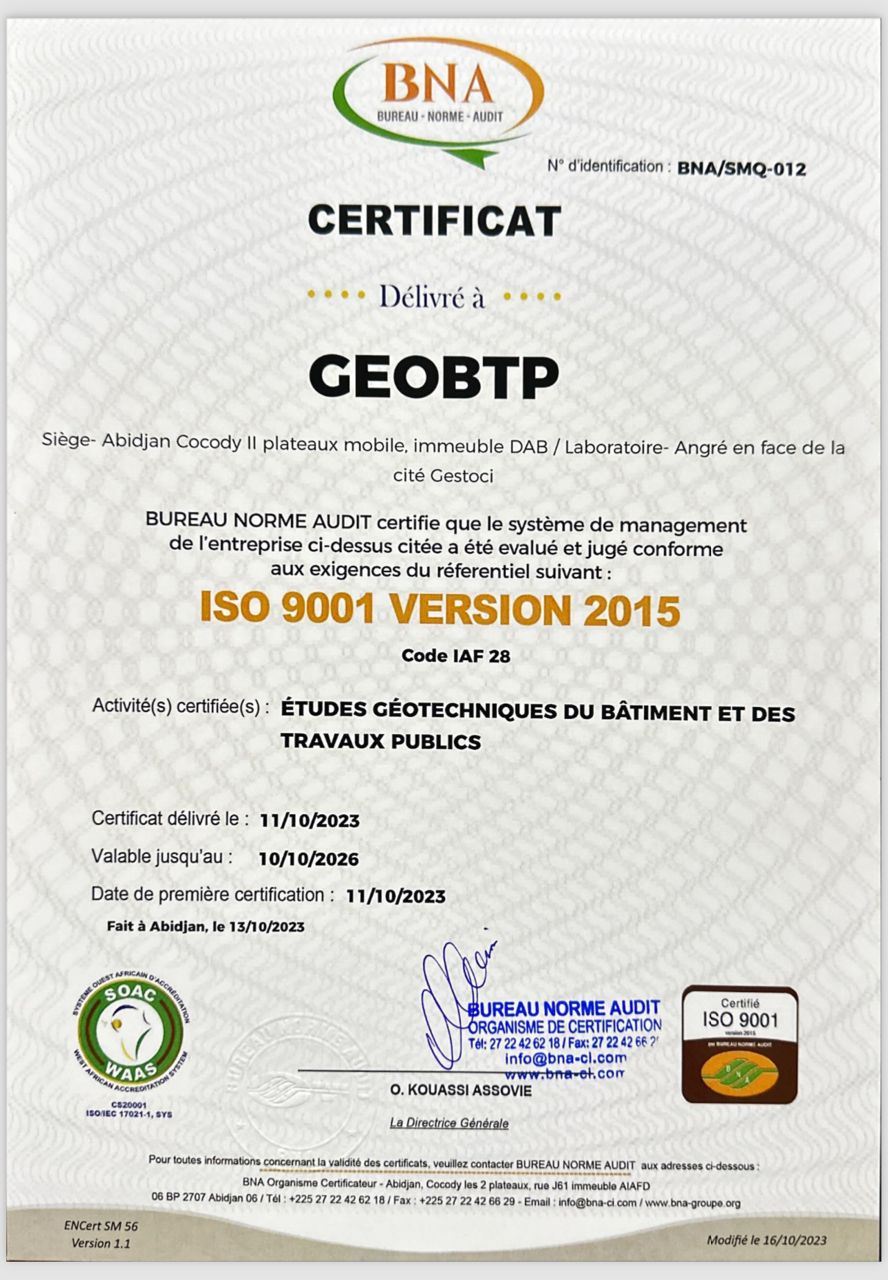 BNA
BUREAU - NORME - AUDIT
N° d'identification : BNA/SMQ-012
CERTIFICAT
Délivré à
GEOBTP
Siège- Abidjan Cocody II plateaux mobile, immeuble DAB / Laboratoire- Angré en face de la
cité Gestoci
BUREAU NORME AUDIT certifie que le système de management
de l'entreprise ci-dessus citée a été evalué et jugé conforme
aux exigences du réferentiel suivant :
ISO 9001 VERSION 2015
Code IAF 28
Activité(s) certifiée(s) : ÉTUDES GÉOTECHNIQUES DU BÂTIMENT ET DES
TRAVAUX PUBLICS
Certificat délivré le : 11/10/2023
Valable jusqu'au : 10/10/2026
Date de première certification : 11/10/2023
Fait à Abidjan, le 13/10/2023
SYSTÈME OUEST AFRICAIN D'ACCRÉDITATION
SOAC
WAAS
WEST AFRICAN ACCREDITATION SYSTEM
CS20001
ISO/IEC 17021-1, SYS
BUREAU NORME AUDIT
ORGANISME DE CERTIFICATION
Tél: 27 22 42 62 18 / Fax: 27 22 42 66 2
info@bna-ci.com
www.bna-ci.com
O. KOUASSI ASSOVIE
La Directrice Générale
Certifié
ISO 9001
version 2015
BUREAU NORME AUDIT
BNA
Pour toutes informations concernant la validité des certificats, veuillez contacter BUREAU NORME AUDIT aux adresses ci-dessous :
BNA Organisme Certificateur - Abidjan, Cocody les 2 plateaux, rue J61 immeuble AIAFD
06 BP 2707 Abidjan 06 / Tél : +225 27 22 42 62 18 / Fax : +225 27 22 42 66 29 - Email : info@bna-ci.com / www.bna-groupe.org
ENCert SM 56
Version 1.1
Modifié le 16/10/2023